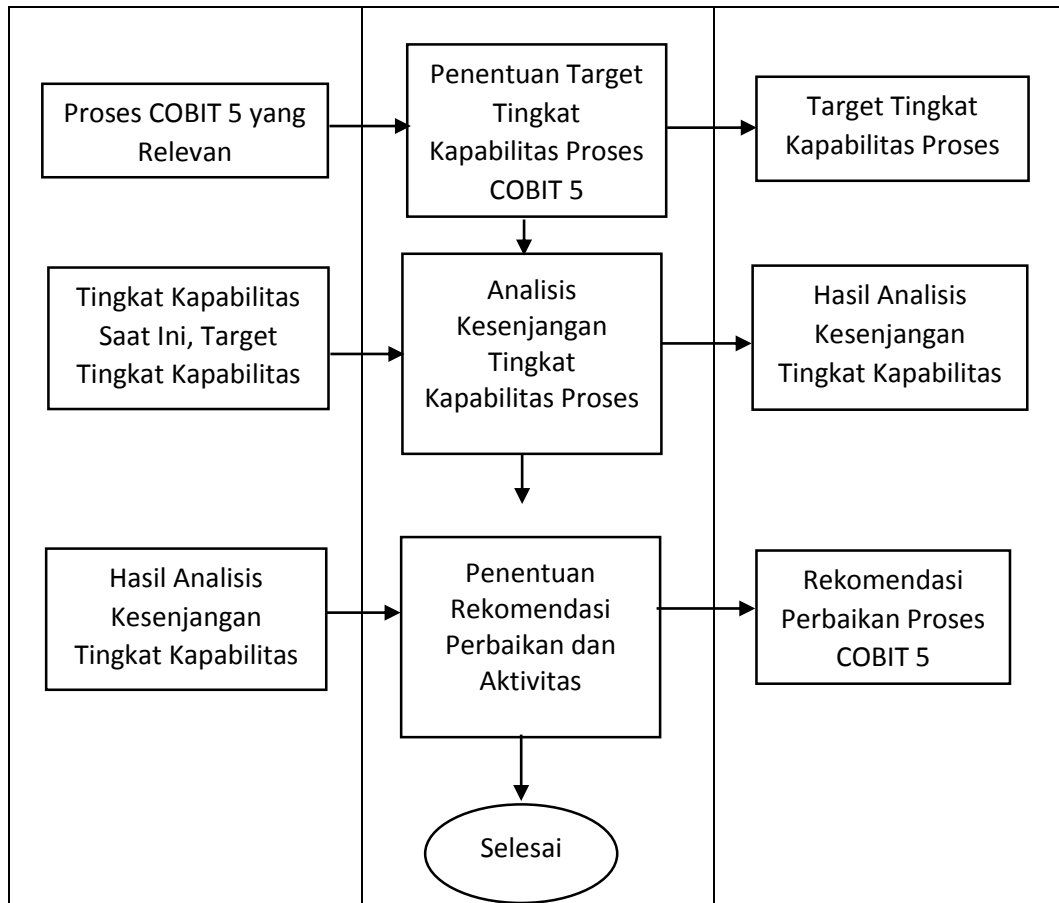 Proses COBIT 5 yang
Relevan
Penentuan Target
Tingkat
Kapabilitas Proses
COBIT 5
Target Tingkat
Kapabilitas Proses
Tingkat Kapabilitas
Saat Ini, Target
Tingkat Kapabilitas
Analisis
Kesenjangan
Tingkat
Kapabilitas Proses
Hasil Analisis
Kesenjangan
Tingkat Kapabilitas
Hasil Analisis
Kesenjangan
Tingkat Kapabilitas
Penentuan
Rekomendasi
Perbaikan dan
Aktivitas
Rekomendasi
Perbaikan Proses
COBIT 5
Selesai